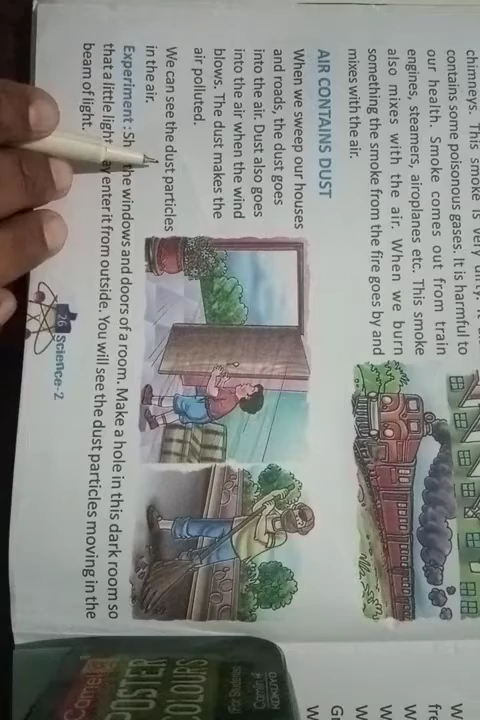 chimneys. This smoke is very
contains some poisonous gases. It is harmful to
our health. Smoke comes out from train
engines, steamers, airoplanes etc. This smoke
also mixes with the air. When we burn
something the smoke from the fire goes by and
mixes with the air.
AIR CONTAINS DUST
When we sweep our houses
and roads, the dust goes
into the air. Dust also goes
into the air when the wind
blows. The dust makes the
air polluted.
We can see the dust particles
in the air.
Experiment : the windows and doors of a room. Make a hole in this dark room so
that a little light enter it from outside. You will see the dust particles moving in the
beam of light.
26 Science-2
Camel
POSTER
COLOURS
For Students